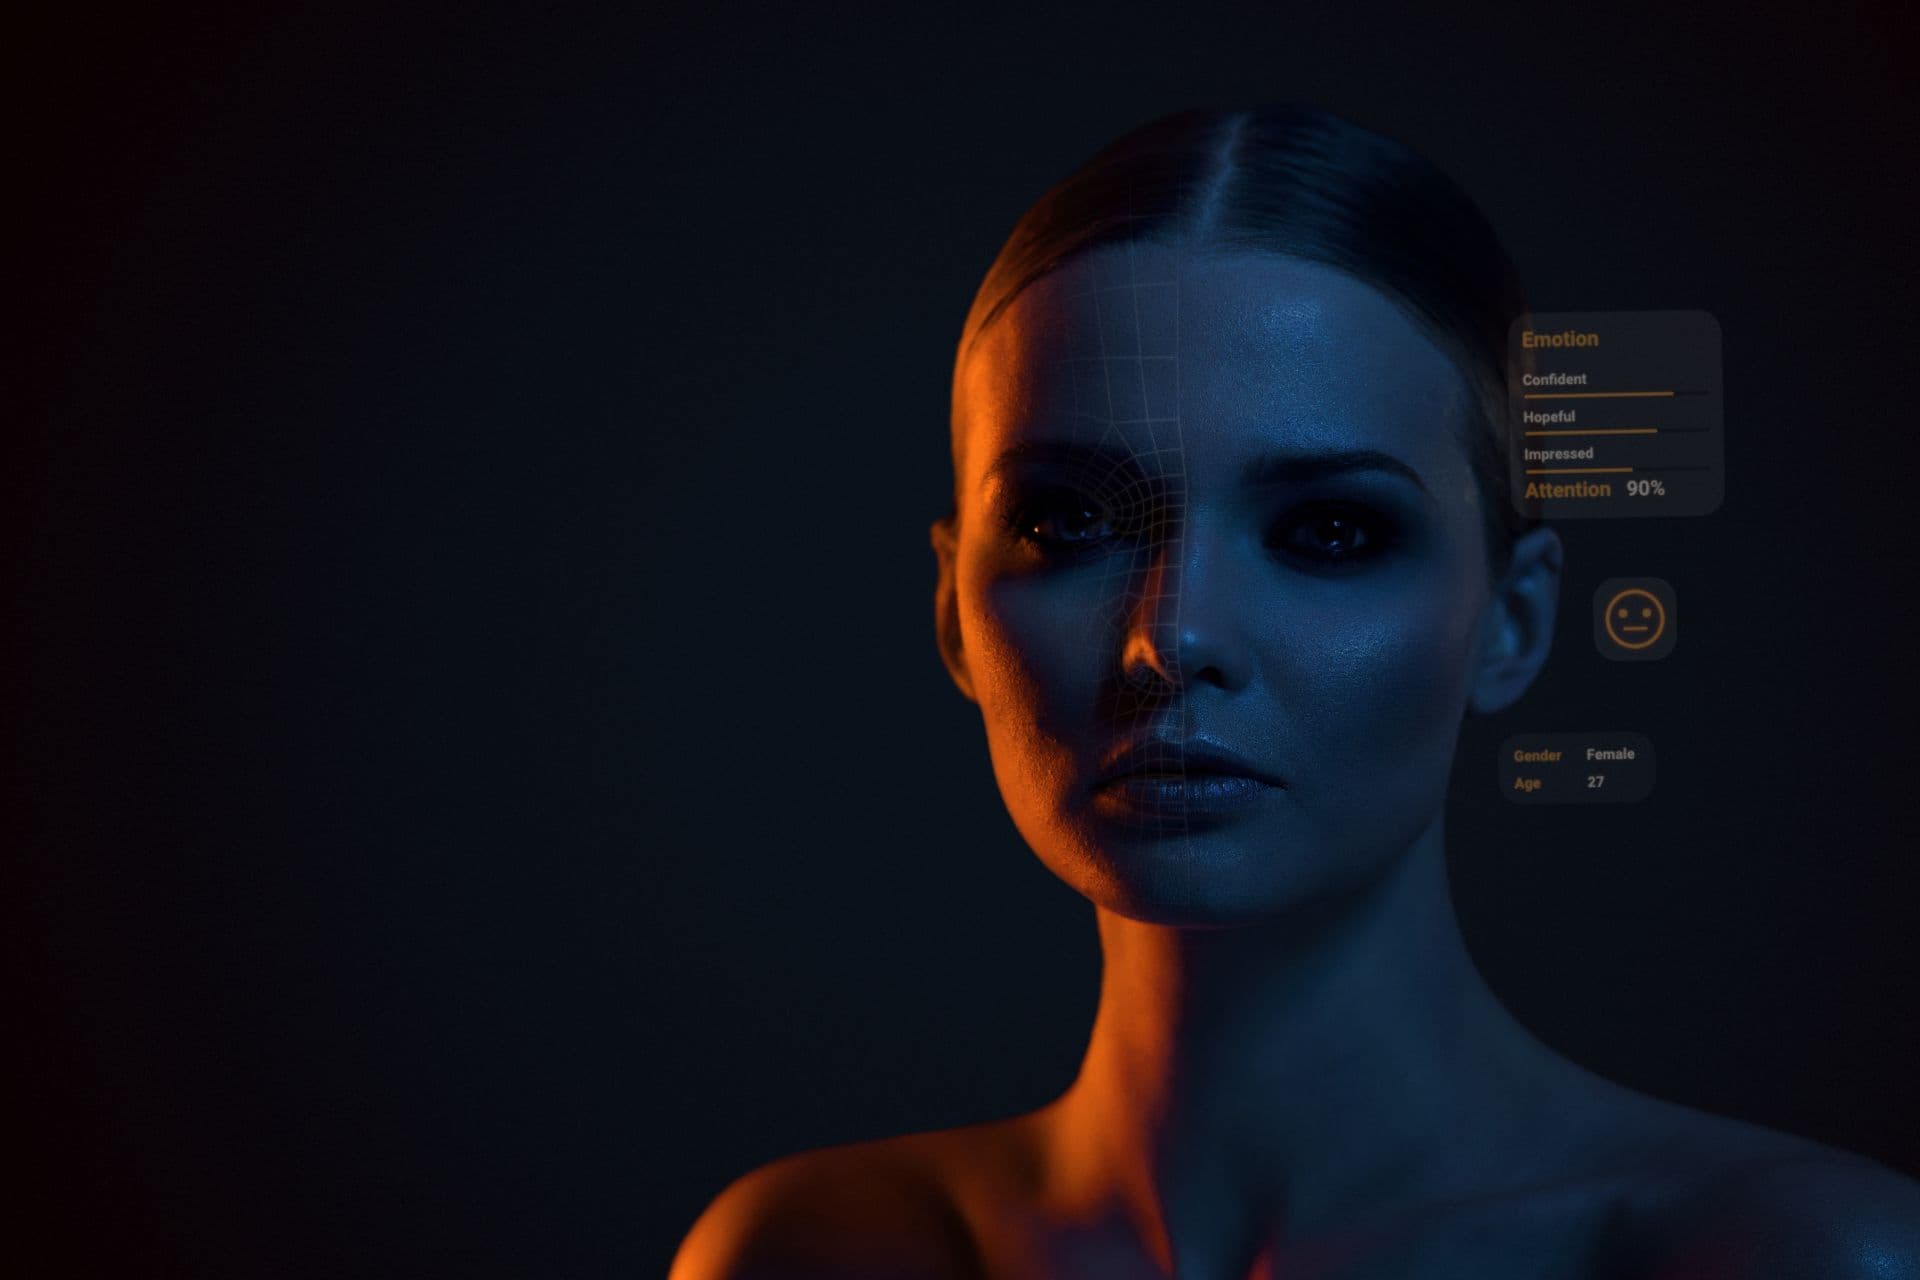 Emotion
Confident
Hopeful
Impressed
Attention 90%
Gender Female
Age 27